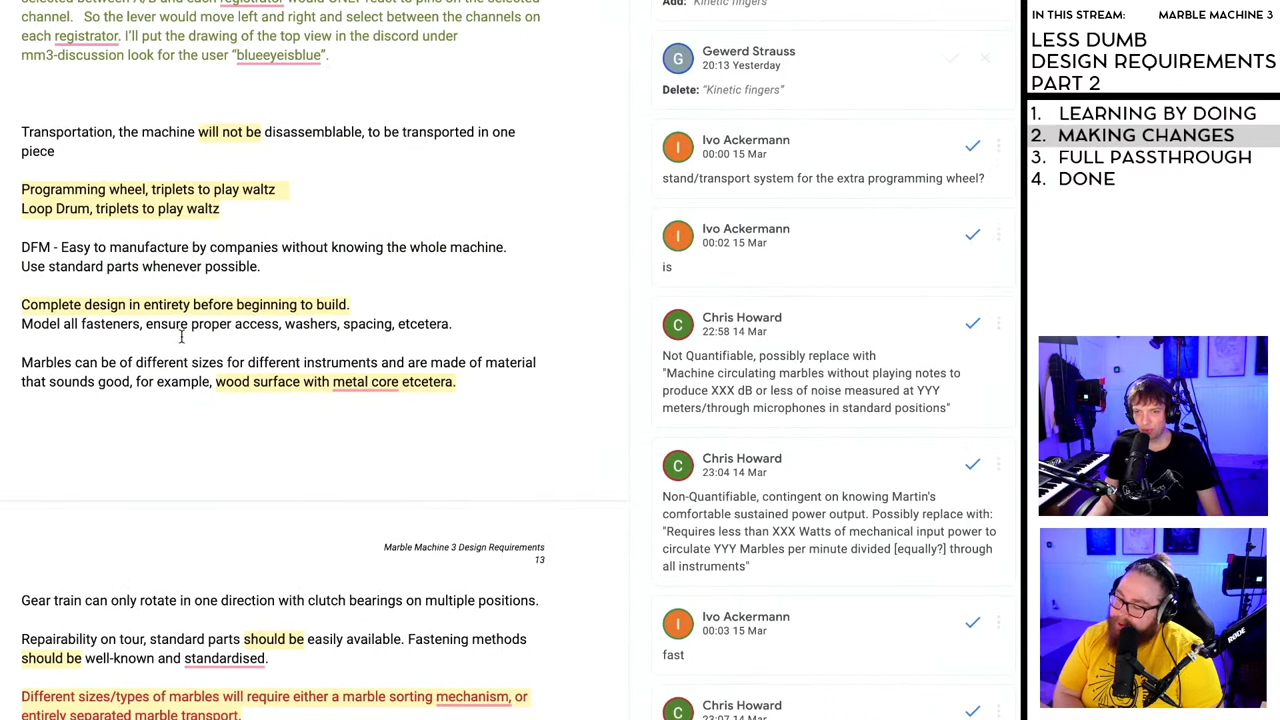 selected between A/B and each registrator would ONLY react to pins on the selected
channel.   So the lever would move left and right and select between the channels on
each registrator. I'll put the drawing of the top view in the discord under
mm3-discussion look for the user “blueeyeisblue”.
Transportation, the machine will not be disassemblable, to be transported in one
piece
Programming wheel, triplets to play waltz
Loop Drum, triplets to play waltz
DFM - Easy to manufacture by companies without knowing the whole machine.
Use standard parts whenever possible.
Complete design in entirety before beginning to build.
Model all fasteners, ensure proper access, washers, spacing, etcetera.
Marbles can be of different sizes for different instruments and are made of material
that sounds good, for example, wood surface with metal core etcetera.
Marble Machine 3 Design Requirements
13
Gear train can only rotate in one direction with clutch bearings on multiple positions.
Repairability on tour, standard parts should be easily available. Fastening methods
should be well-known and standardised.
Different sizes/types of marbles will require either a marble sorting mechanism, or
entirely separated marble transport.
Add: “Kinetic fingers”
G
Gewerd Strauss
20:13 Yesterday
Delete: “Kinetic fingers”
I
Ivo Ackermann
00:00 15 Mar
stand/transport system for the extra programming wheel?
I
Ivo Ackermann
00:02 15 Mar
is
C
Chris Howard
22:58 14 Mar
Not Quantifiable, possibly replace with
"Machine circulating marbles without playing notes to
produce XXX dB or less of noise measured at YYY
meters/through microphones in standard positions"
C
Chris Howard
23:04 14 Mar
Non-Quantifiable, contingent on knowing Martin's
comfortable sustained power output. Possibly replace with:
"Requires less than XXX Watts of mechanical input power to
circulate YYY Marbles per minute divided [equally?] through
all instruments"
I
Ivo Ackermann
00:03 15 Mar
fast
C
Chris Howard
23:07 14 Mar
IN THIS STREAM: MARBLE MACHINE 3
LESS DUMB
DESIGN REQUIREMENTS
PART 2
1. LEARNING BY DOING
2. MAKING CHANGES
3. FULL PASSTHROUGH
4. DONE
RODE